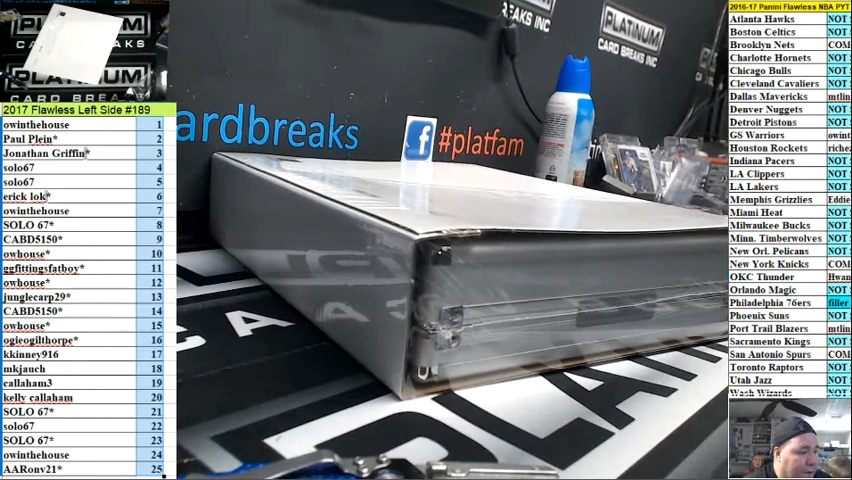 PLATINUM
CARD BREAKS
PLATINUM
CARD BREA
BREAKS INC
PLATINUM
CARD BREAKS INC
ardbreaks
f
#platfam
2017 Flawless Left Side #189
owinthehouse 1
Paul Plein* 2
Jonathan Griffin* 3
solo67 4
solo67 5
erick lok* 6
owinthehouse 7
SOLO 67* 8
CABD5150* 9
owhouse* 10
ggfittingsfatboy* 11
owhouse* 12
junglecarp29* 13
CABD5150* 14
owhouse* 15
ogieogilthorpe* 16
kkinney916 17
mkjauch 18
callaham3 19
kelly callaham 20
SOLO 67* 21
solo67 22
SOLO 67* 23
owinthehouse 24
AARonv21* 25
2016-17 Panini Flawless NBA PYT
Atlanta Hawks NOT
Boston Celtics NOT
Brooklyn Nets COM
Charlotte Hornets NOT
Chicago Bulls NOT
Cleveland Cavaliers NOT
Dallas Mavericks mtlin
Denver Nuggets NOT
Detroit Pistons NOT
GS Warriors owint
Houston Rockets riche
Indiana Pacers NOT
LA Clippers NOT
LA Lakers NOT
Memphis Grizzlies Eddie
Miami Heat NOT
Milwaukee Bucks NOT
Minn. Timberwolves NOT
New Orl. Pelicans NOT
New York Knicks COM
OKC Thunder Hwan
Orlando Magic NOT
Philadelphia 76ers filler
Phoenix Suns NOT
Port Trail Blazers mtlin
Sacramento Kings NOT
San Antonio Spurs COM
Toronto Raptors NOT
Utah Jazz NOT
Wash Wizards NOT